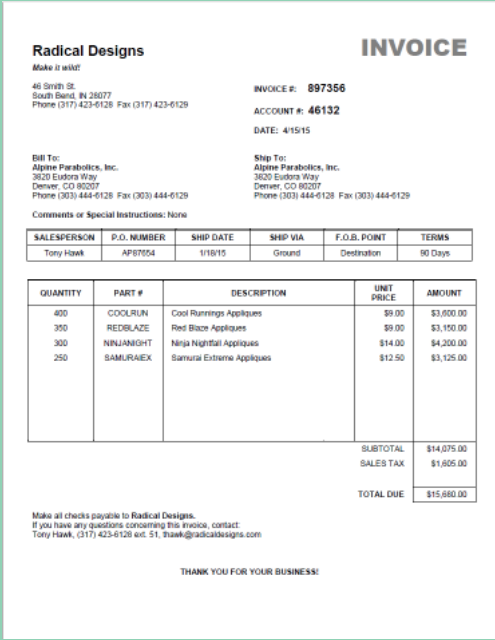 Radical Designs
INVOICE
Make it wild!
46 Smith St.
South Bend, IN 28077
Phone (317) 423-6128 Fax (317) 423-6129
INVOICE #: 897356
ACCOUNT #: 46132
DATE: 4/15/15
Bill To:
Alpine Parabolics, Inc.
3820 Eudora Way
Denver, CO 80207
Phone (303) 444-6128 Fax (303) 444-6129
Ship To:
Alpine Parabolics, Inc.
3820 Eudora Way
Denver, CO 80207
Phone (303) 444-6128 Fax (303) 444-6129
Comments or Special Instructions: None
SALESPERSON P.O. NUMBER SHIP DATE SHIP VIA F.O.B. POINT TERMS
Tony Hawk AP87654 1/18/15 Ground Destination 90 Days
QUANTITY PART # DESCRIPTION UNIT PRICE AMOUNT
400 COOLRUN Cool Runnings Appliques $9.00 $3,600.00
350 REDBLAZE Red Blaze Appliques $9.00 $3,150.00
300 NINJANIGHT Ninja Nightfall Appliques $14.00 $4,200.00
250 SAMURAIEX Samurai Extreme Appliques $12.50 $3,125.00
SUBTOTAL $14,075.00
SALES TAX $1,605.00
TOTAL DUE $15,680.00
Make all checks payable to Radical Designs.
If you have any questions concerning this invoice, contact:
Tony Hawk, (317) 423-6128 ext. 51, thawk@radicaldesigns.com
THANK YOU FOR YOUR BUSINESS!